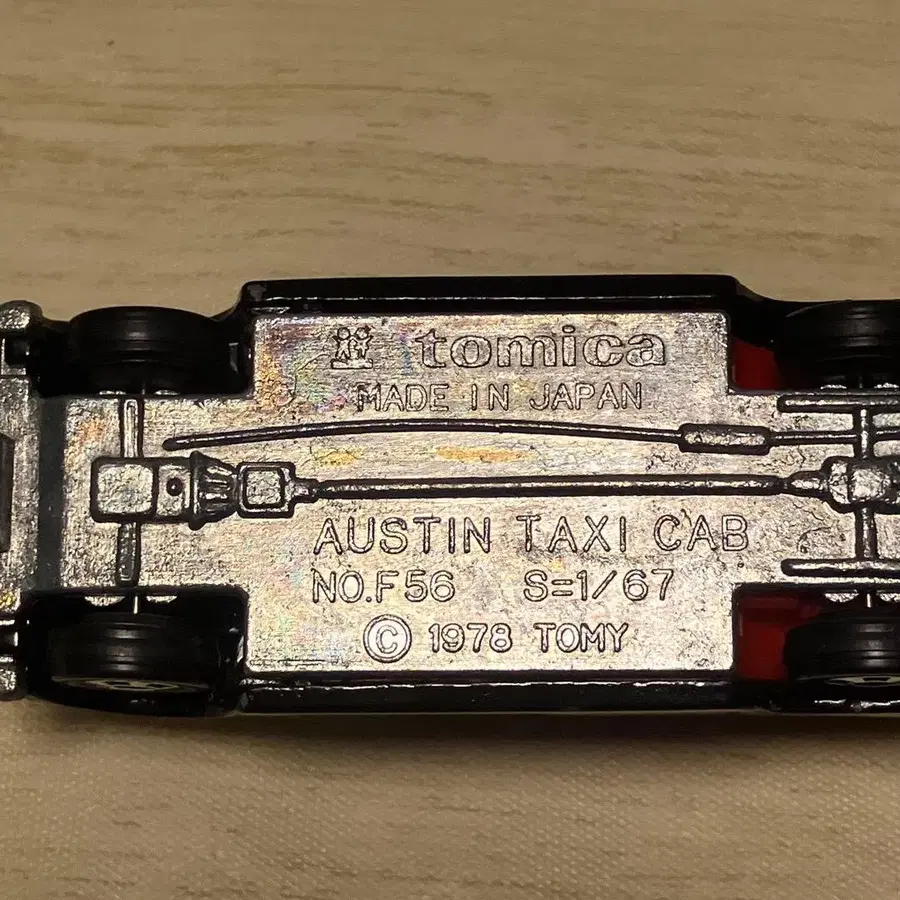 tomica
MADE IN JAPAN
AUSTIN TAXI CAB
NO.F56 S=1/67
© 1978 TOMY